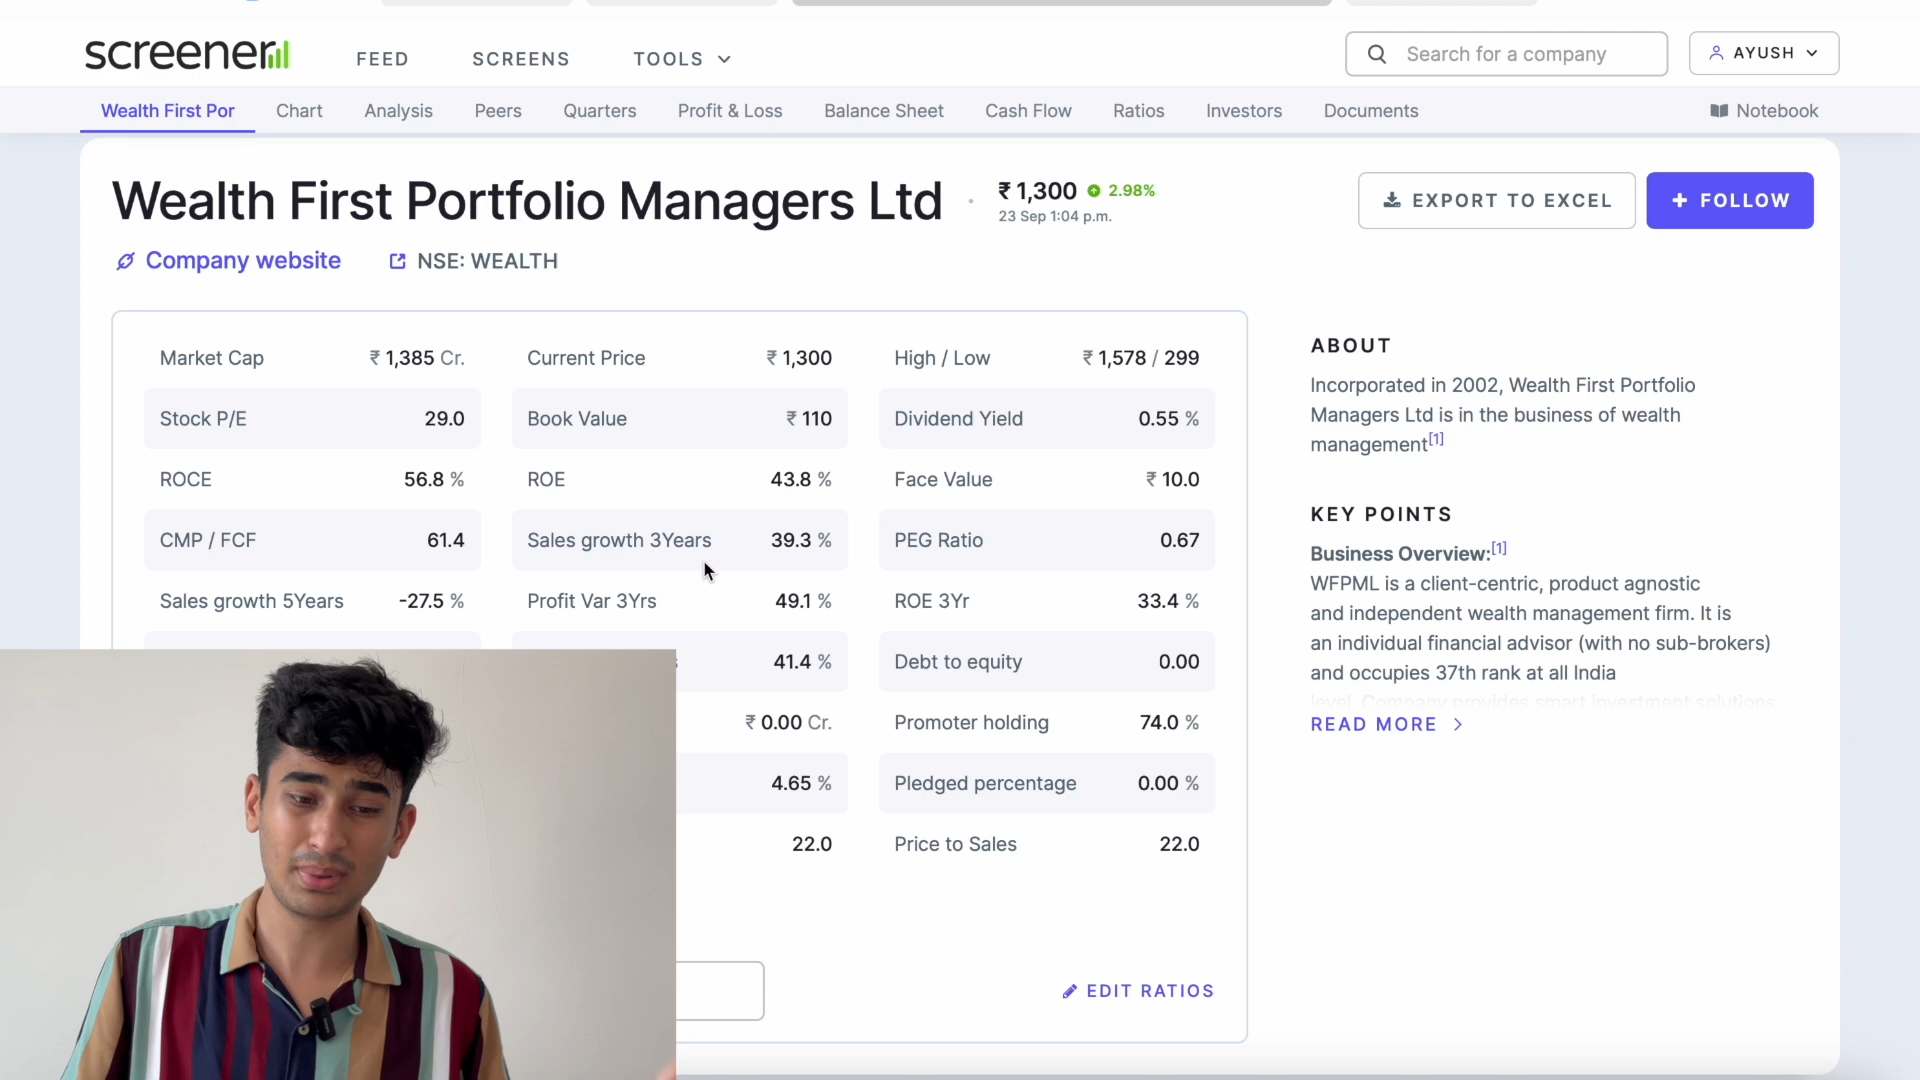 screener
FEED
SCREENS
TOOLS
Search for a company
AYUSH
Wealth First Por
Chart
Analysis
Peers
Quarters
Profit & Loss
Balance Sheet
Cash Flow
Ratios
Investors
Documents
Notebook
Wealth First Portfolio Managers Ltd
₹ 1,300 2.98%
23 Sep 1:04 p.m.
EXPORT TO EXCEL
+ FOLLOW
Company website
NSE: WEALTH
Market Cap ₹ 1,385 Cr.
Current Price ₹ 1,300
High / Low ₹ 1,578 / 299
Stock P/E 29.0
Book Value ₹ 110
Dividend Yield 0.55 %
ROCE 56.8 %
ROE 43.8 %
Face Value ₹ 10.0
CMP / FCF 61.4
Sales growth 3Years 39.3 %
PEG Ratio 0.67
Sales growth 5Years -27.5 %
Profit Var 3Yrs 49.1 %
ROE 3Yr 33.4 %
41.4 %
Debt to equity 0.00
₹ 0.00 Cr.
Promoter holding 74.0 %
4.65 %
Pledged percentage 0.00 %
22.0
Price to Sales 22.0
EDIT RATIOS
ABOUT
Incorporated in 2002, Wealth First Portfolio
Managers Ltd is in the business of wealth
management[1]
KEY POINTS
Business Overview:[1]
WFPML is a client-centric, product agnostic
and independent wealth management firm. It is
an individual financial advisor (with no sub-brokers)
and occupies 37th rank at all India
level. Company provides smart investment solutions
READ MORE